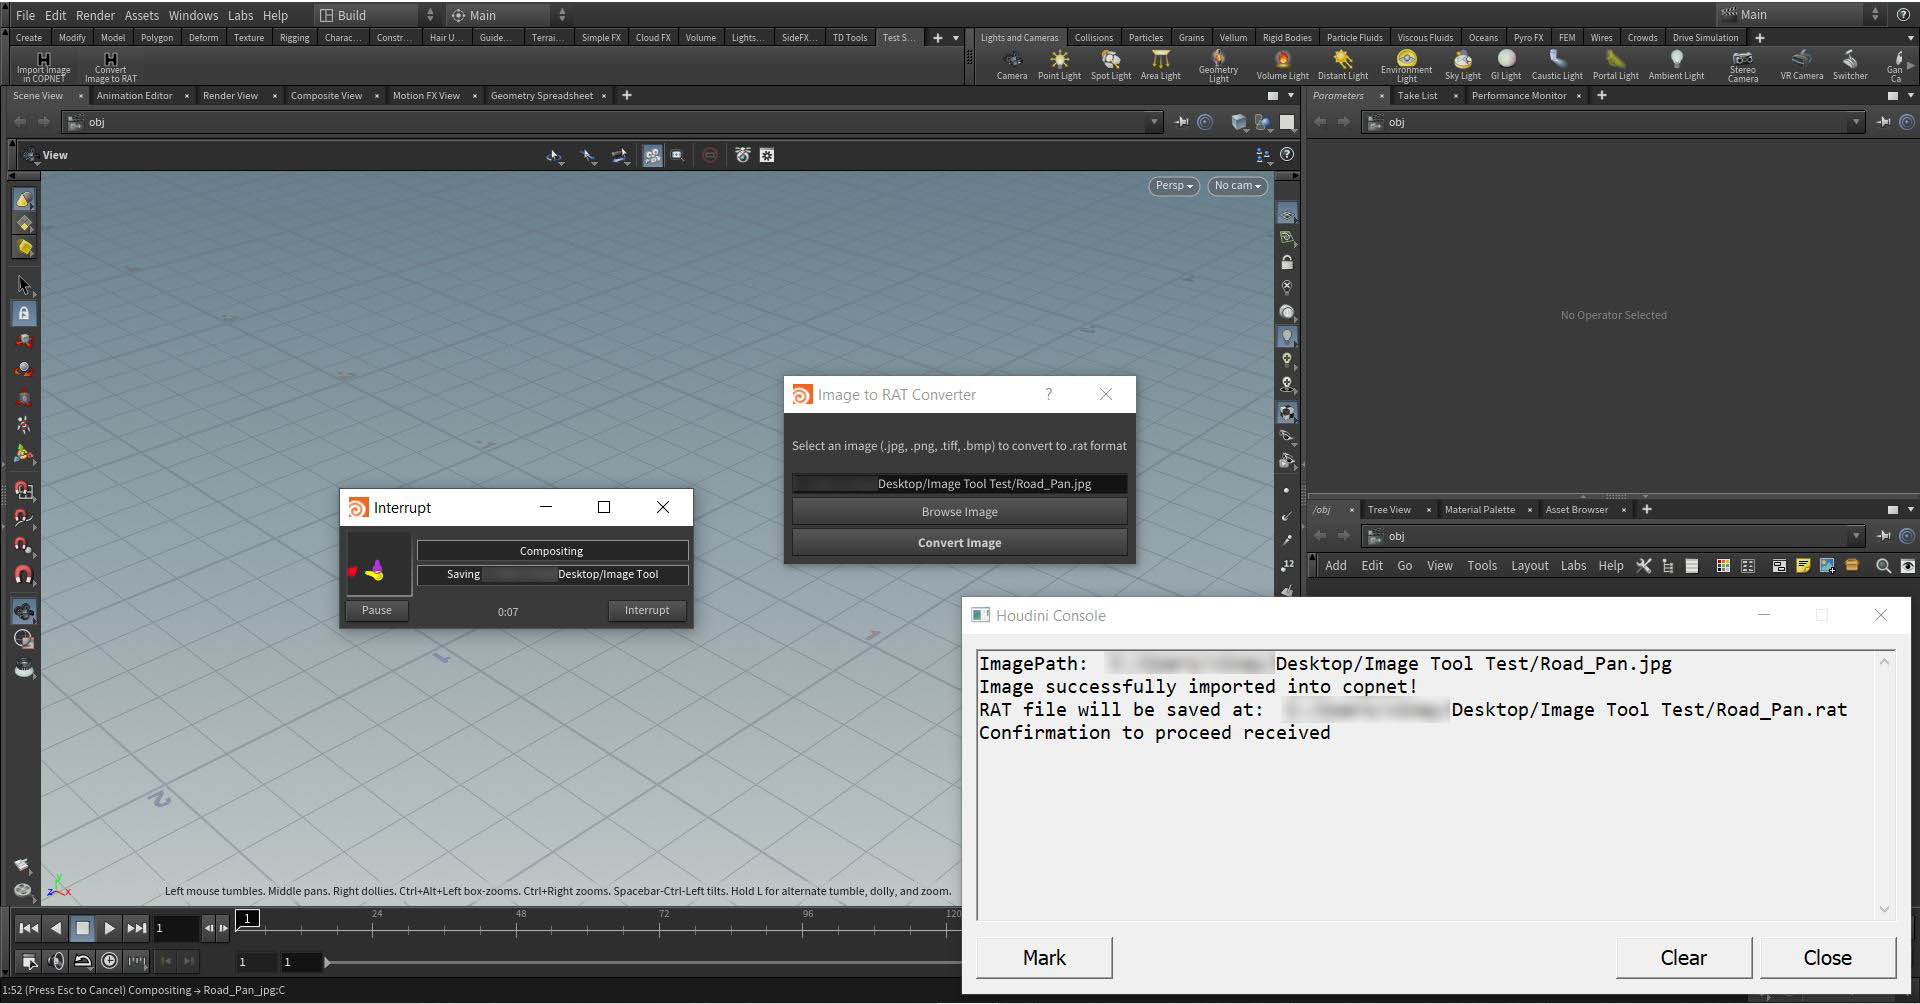 File Edit Render Assets Windows Labs Help Build Main Main
Create Modify Model Polygon Deform Texture Rigging Charac... Constr... Hair U... Guide... Terrai... Simple FX Cloud FX Volume Lights... SideFX... TD Tools Test S...
Lights and Cameras Collisions Particles Grains Vellum Rigid Bodies Particle Fluids Viscous Fluids Oceans Pyro FX FEM Wires Crowds Drive Simulation
Import Image
in COPNET
Convert
Image to RAT
Camera Point Light Spot Light Area Light Geometry
Light Volume Light Distant Light Environment
Light Sky Light GI Light Caustic Light Portal Light Ambient Light Stereo
Camera VR Camera Switcher Gan
Ca
Scene View Animation Editor Render View Composite View Motion FX View Geometry Spreadsheet
Parameters Take List Performance Monitor
obj
obj
View
Persp No cam
No Operator Selected
Image to RAT Converter ?
Select an image (.jpg, .png, .tiff, .bmp) to convert to .rat format
Desktop/Image Tool Test/Road_Pan.jpg
Browse Image
Convert Image
Interrupt
Compositing
Saving Desktop/Image Tool
Pause 0:07 Interrupt
/obj Tree View Material Palette Asset Browser
obj
Add Edit Go View Tools Layout Labs Help
.12
Houdini Console
ImagePath: Desktop/Image Tool Test/Road_Pan.jpg
Image successfully imported into copnet!
RAT file will be saved at: Desktop/Image Tool Test/Road_Pan.rat
Confirmation to proceed received
Mark Clear Close
1
2
z y x
Left mouse tumbles. Middle pans. Right dollies. Ctrl+Alt+Left box-zooms. Ctrl+Right zooms. Spacebar-Ctrl-Left tilts. Hold L for alternate tumble, dolly, and zoom.
1 1 24 48 72 96 120
1 1
1:52 (Press Esc to Cancel) Compositing → Road_Pan_jpg:C